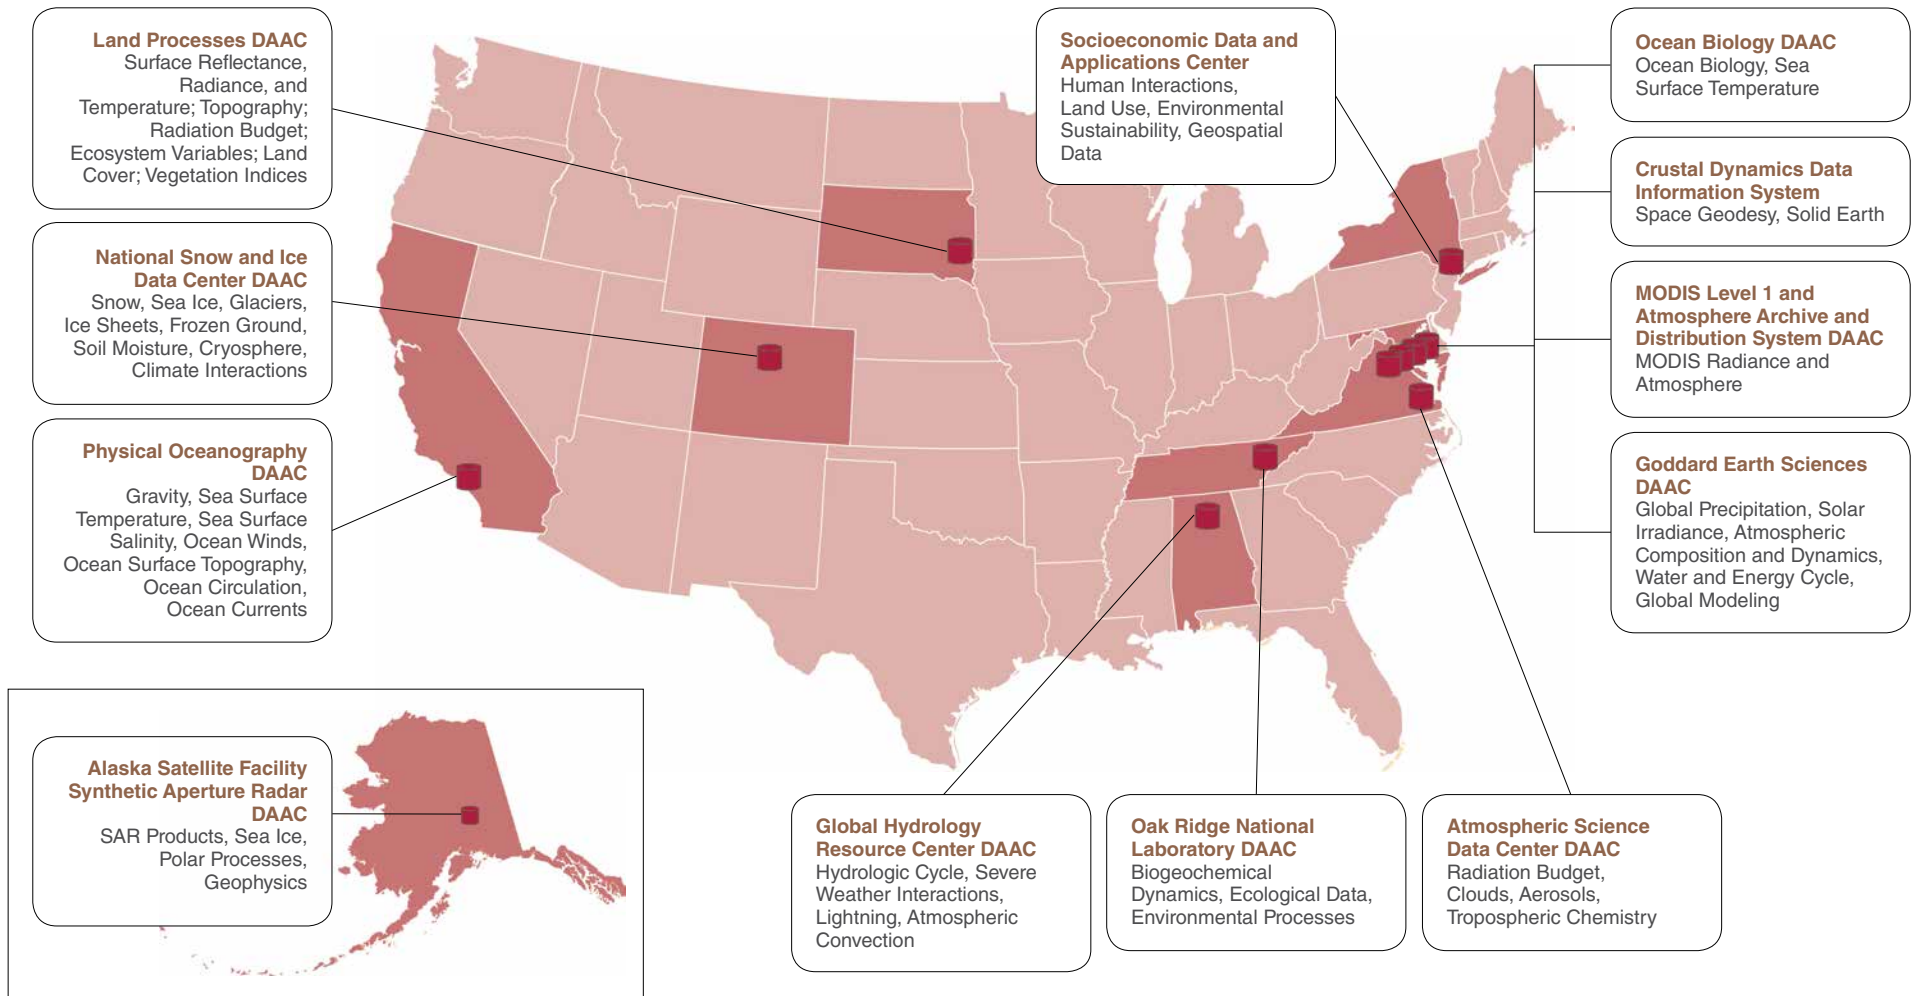 Land Processes DAAC
Surface Reflectance,
Radiance, and
Temperature; Topography;
Radiation Budget;
Ecosystem Variables; Land
Cover; Vegetation Indices
National Snow and Ice
Data Center DAAC
Snow, Sea Ice, Glaciers,
Ice Sheets, Frozen Ground,
Soil Moisture, Cryosphere,
Climate Interactions
Physical Oceanography
DAAC
Gravity, Sea Surface
Temperature, Sea Surface
Salinity, Ocean Winds,
Ocean Surface Topography,
Ocean Circulation,
Ocean Currents
Alaska Satellite Facility
Synthetic Aperture Radar
DAAC
SAR Products, Sea Ice,
Polar Processes,
Geophysics
Socioeconomic Data and
Applications Center
Human Interactions,
Land Use, Environmental
Sustainability, Geospatial
Data
Ocean Biology DAAC
Ocean Biology, Sea
Surface Temperature
Crustal Dynamics Data
Information System
Space Geodesy, Solid Earth
MODIS Level 1 and
Atmosphere Archive and
Distribution System DAAC
MODIS Radiance and
Atmosphere
Goddard Earth Sciences
DAAC
Global Precipitation, Solar
Irradiance, Atmospheric
Composition and Dynamics,
Water and Energy Cycle,
Global Modeling
Global Hydrology
Resource Center DAAC
Hydrologic Cycle, Severe
Weather Interactions,
Lightning, Atmospheric
Convection
Oak Ridge National
Laboratory DAAC
Biogeochemical
Dynamics, Ecological Data,
Environmental Processes
Atmospheric Science
Data Center DAAC
Radiation Budget,
Clouds, Aerosols,
Tropospheric Chemistry